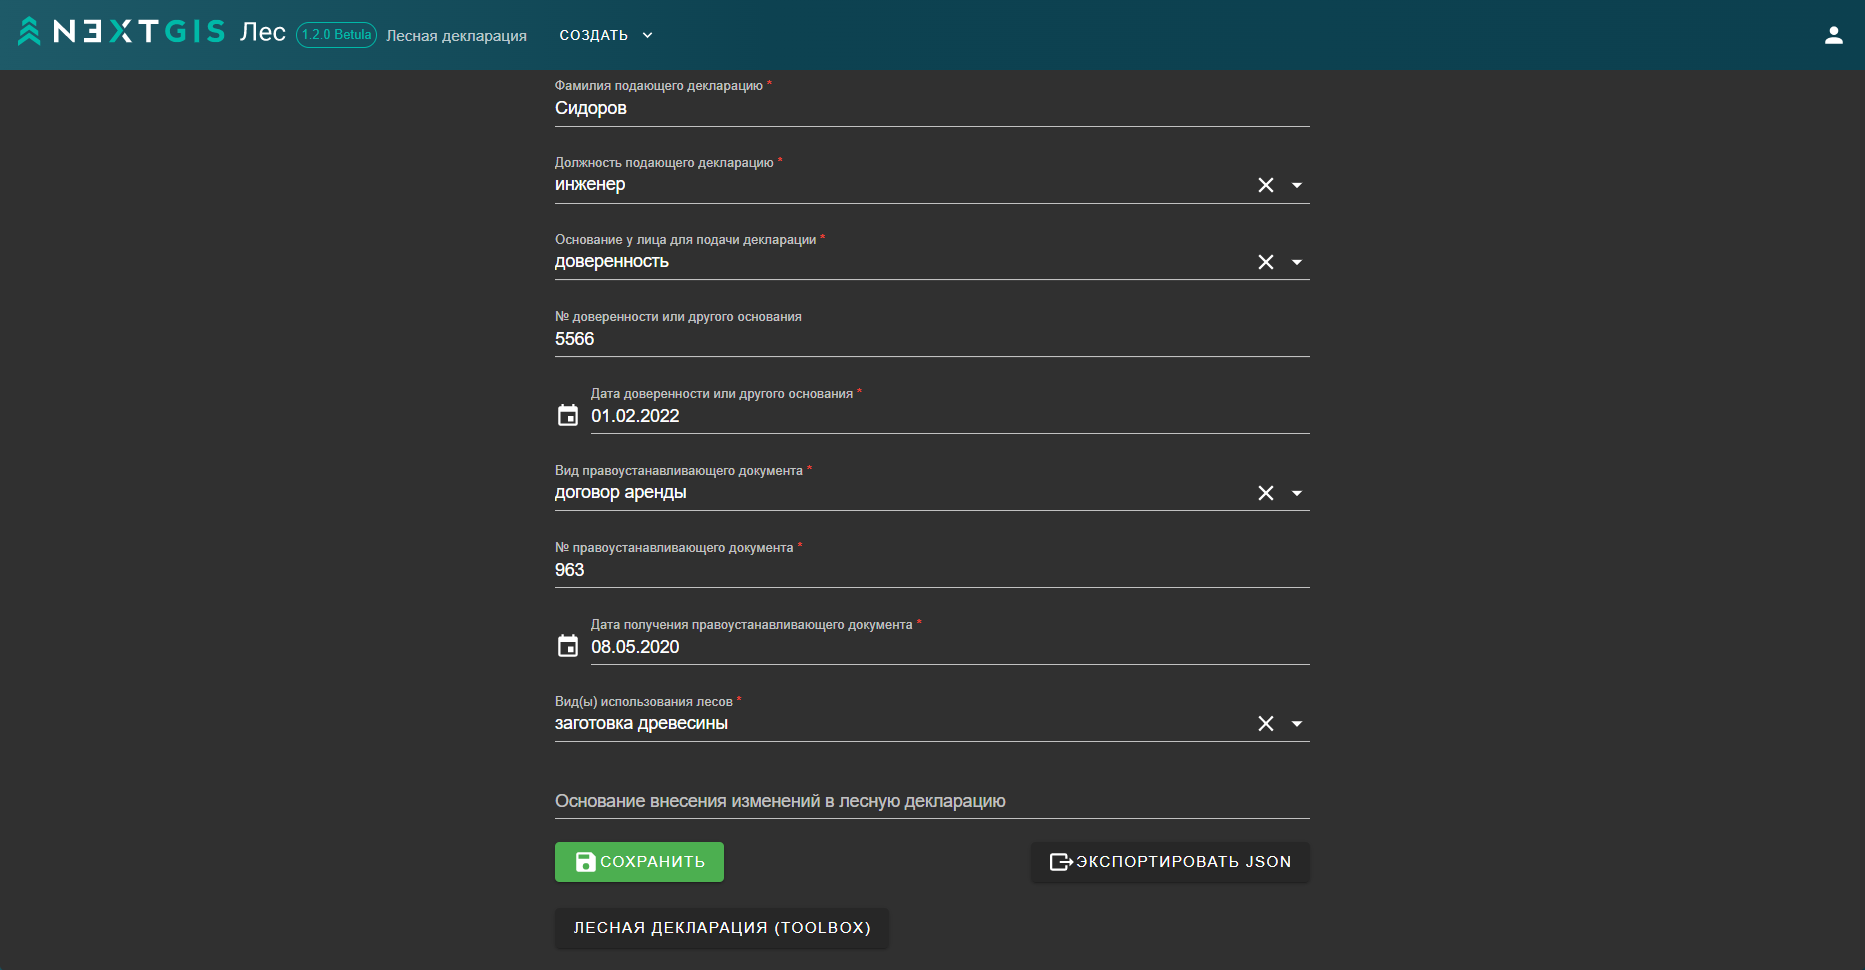 NEXTGIS Лес 1.2.0 Betula Лесная декларация СОЗДАТЬ
Фамилия подающего декларацию *
Сидоров
Должность подающего декларацию *
инженер
Основание у лица для подачи декларации *
доверенность
№ доверенности или другого основания
5566
Дата доверенности или другого основания *
01.02.2022
Вид правоустанавливающего документа *
договор аренды
№ правоустанавливающего документа *
963
Дата получения правоустанавливающего документа *
08.05.2020
Вид(ы) использования лесов *
заготовка древесины
Основание внесения изменений в лесную декларацию
СОХРАНИТЬ
ЭКСПОРТИРОВАТЬ JSON
ЛЕСНАЯ ДЕКЛАРАЦИЯ (TOOLBOX)